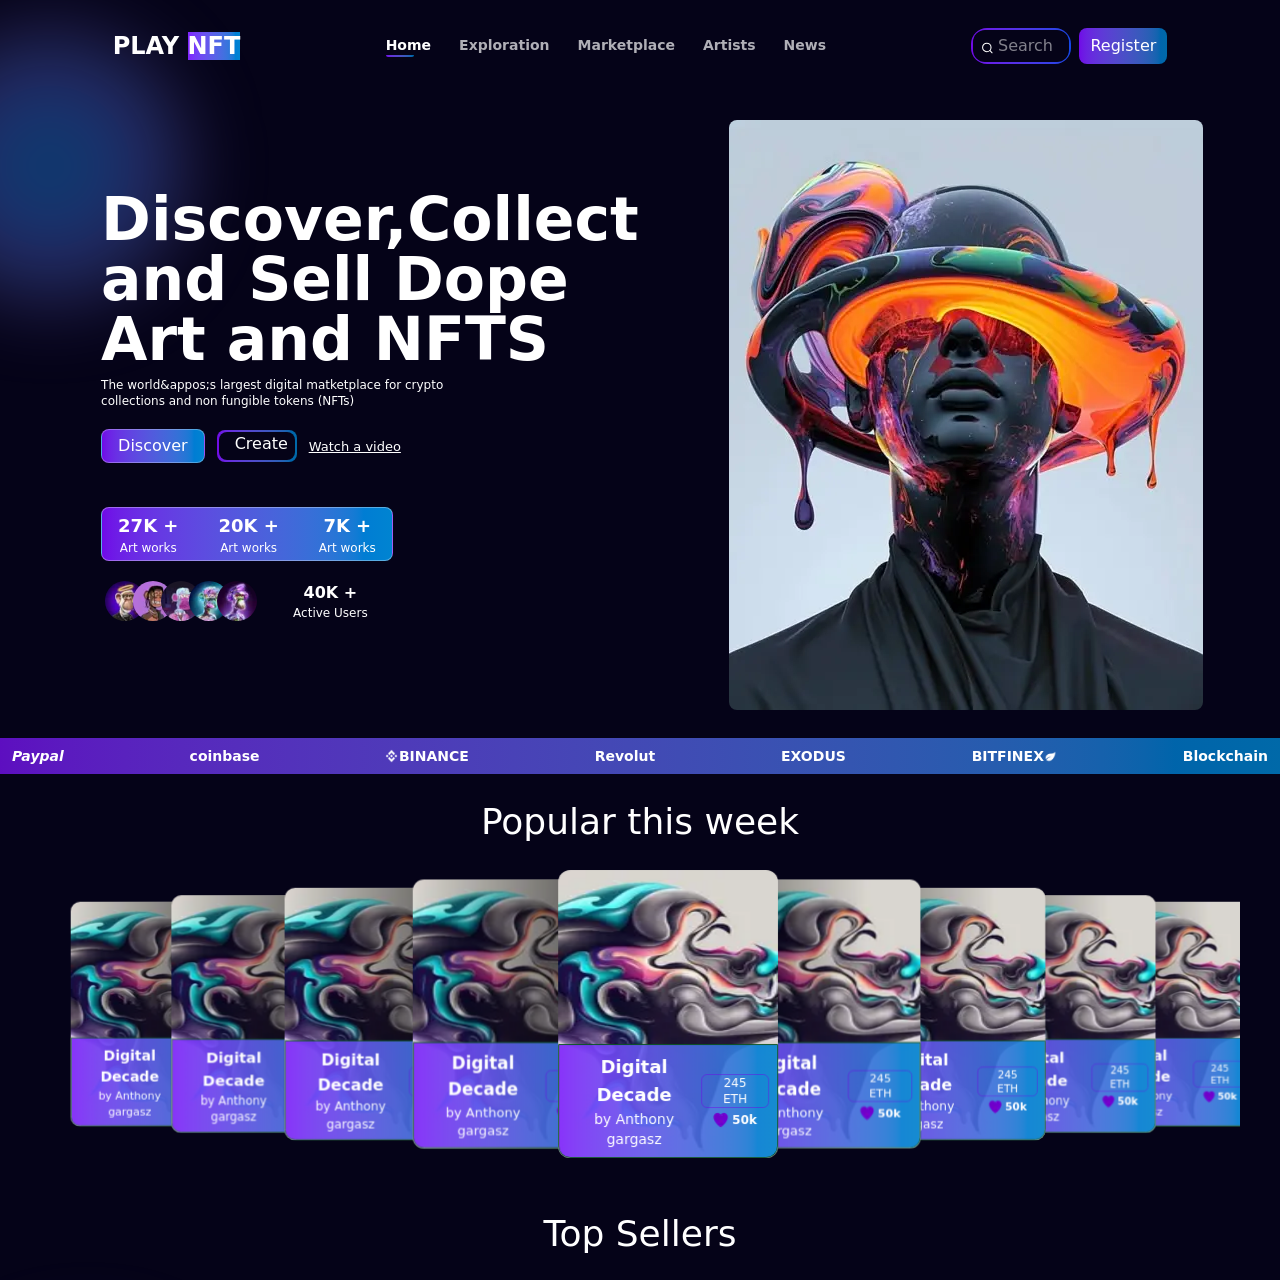 PLAY NFT
Home Exploration Marketplace Artists News
Search
Register
Discover,Collect
and Sell Dope
Art and NFTS
The world&appos;s largest digital matketplace for crypto
collections and non fungible tokens (NFTs)
Discover Create Watch a video
27K + 20K + 7K +
Art works Art works Art works
40K +
Active Users
Paypal coinbase BINANCE Revolut EXODUS BITFINEX Blockchain
Popular this week
Digital
Decade
by Anthony
gargasz
Digital
Decade
by Anthony
gargasz
Digital
Decade
by Anthony
gargasz
Digital
Decade
by Anthony
gargasz
Digital
Decade
by Anthony
gargasz
245
ETH
50k
gital
cade
nthony
rgasz
245
ETH
50k
ital
ade
thony
gasz
245
ETH
50k
tal
de
ony
sz
245
ETH
50k
al
de
ny
z
245
ETH
50k
Top Sellers